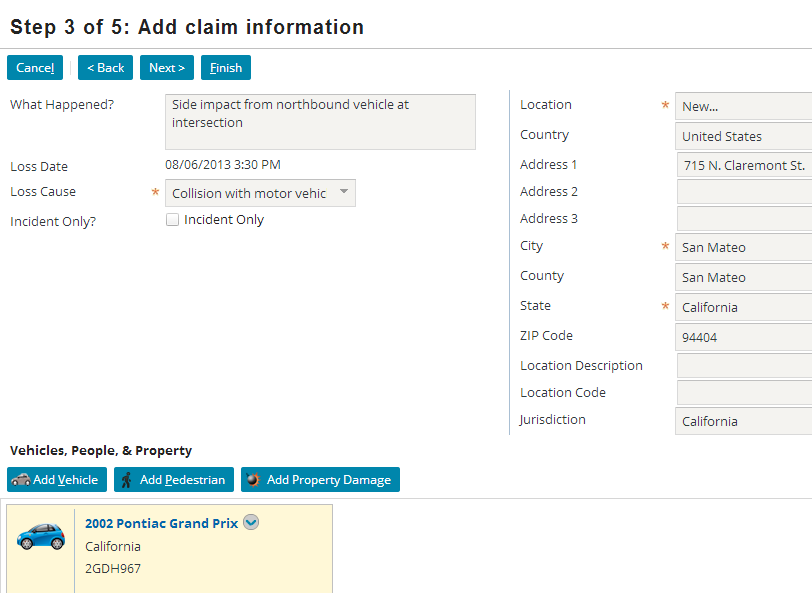 Step 3 of 5: Add claim information
Cancel
< Back
Next >
Finish
What Happened?
Side impact from northbound vehicle at
intersection
Loss Date
08/06/2013 3:30 PM
Loss Cause
*
Collision with motor vehic
Incident Only?
Incident Only
Location
*
New...
Country
United States
Address 1
715 N. Claremont St.
Address 2
Address 3
City
*
San Mateo
County
San Mateo
State
*
California
ZIP Code
94404
Location Description
Location Code
Jurisdiction
California
Vehicles, People, & Property
Add Vehicle
Add Pedestrian
Add Property Damage
2002 Pontiac Grand Prix
California
2GDH967